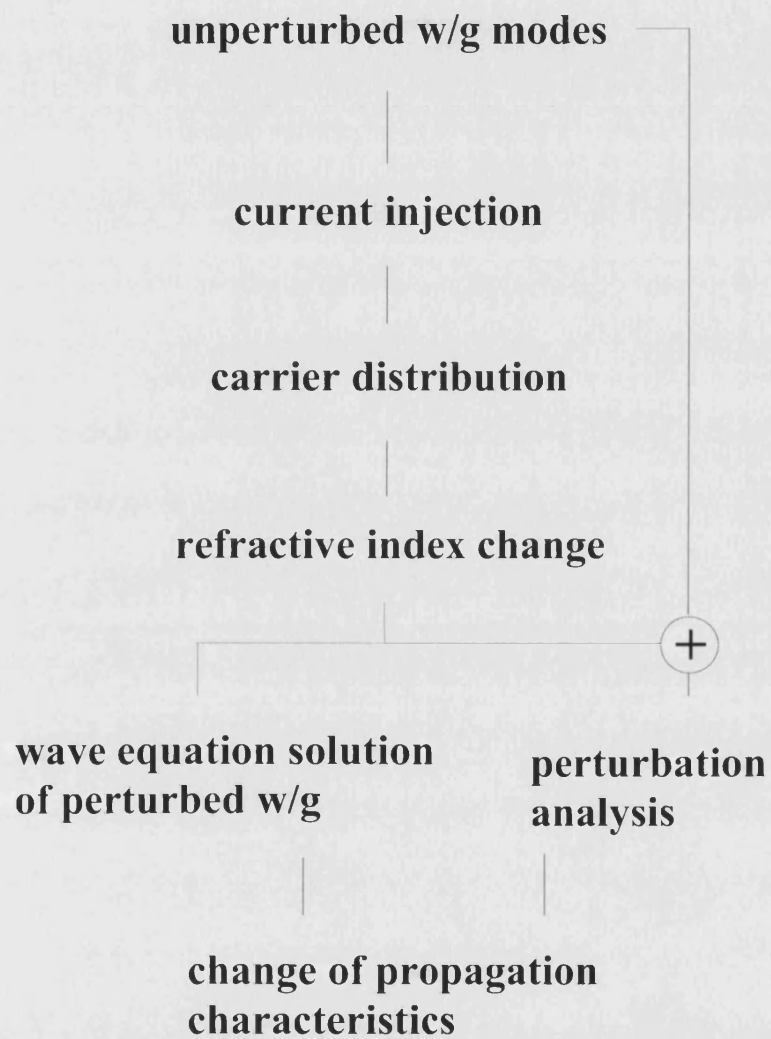 unperturbed w/g modes
current injection
carrier distribution
refractive index change
+
wave equation solution
of perturbed w/g
perturbation
analysis
change of propagation
characteristics